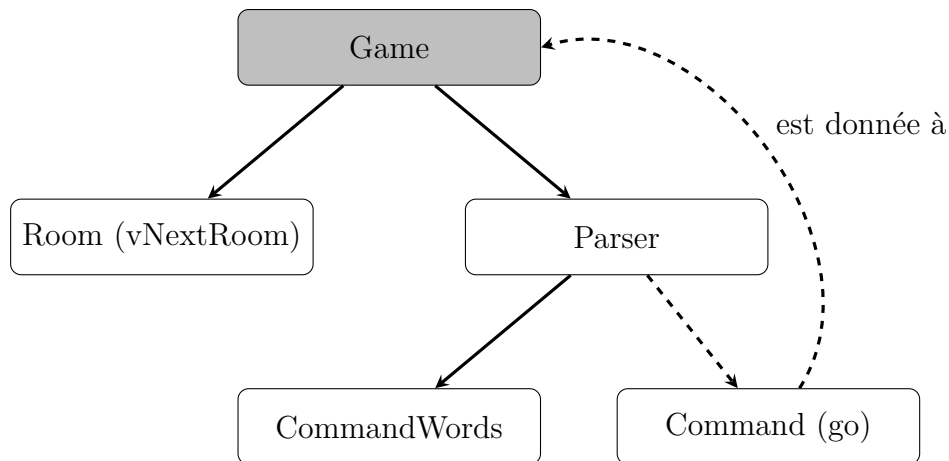 Game
est donnée à
Room (vNextRoom)
Parser
CommandWords
Command (go)